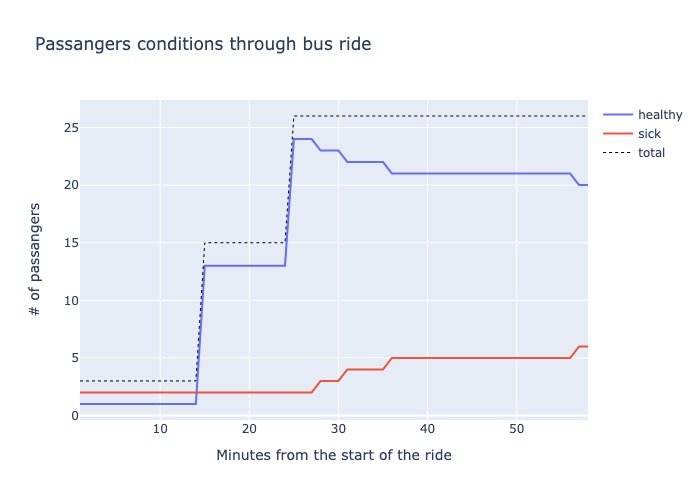 Passangers conditions through bus ride
healthy
sick
total
# of passangers
25
20
15
10
5
0
10
20
30
40
50
Minutes from the start of the ride